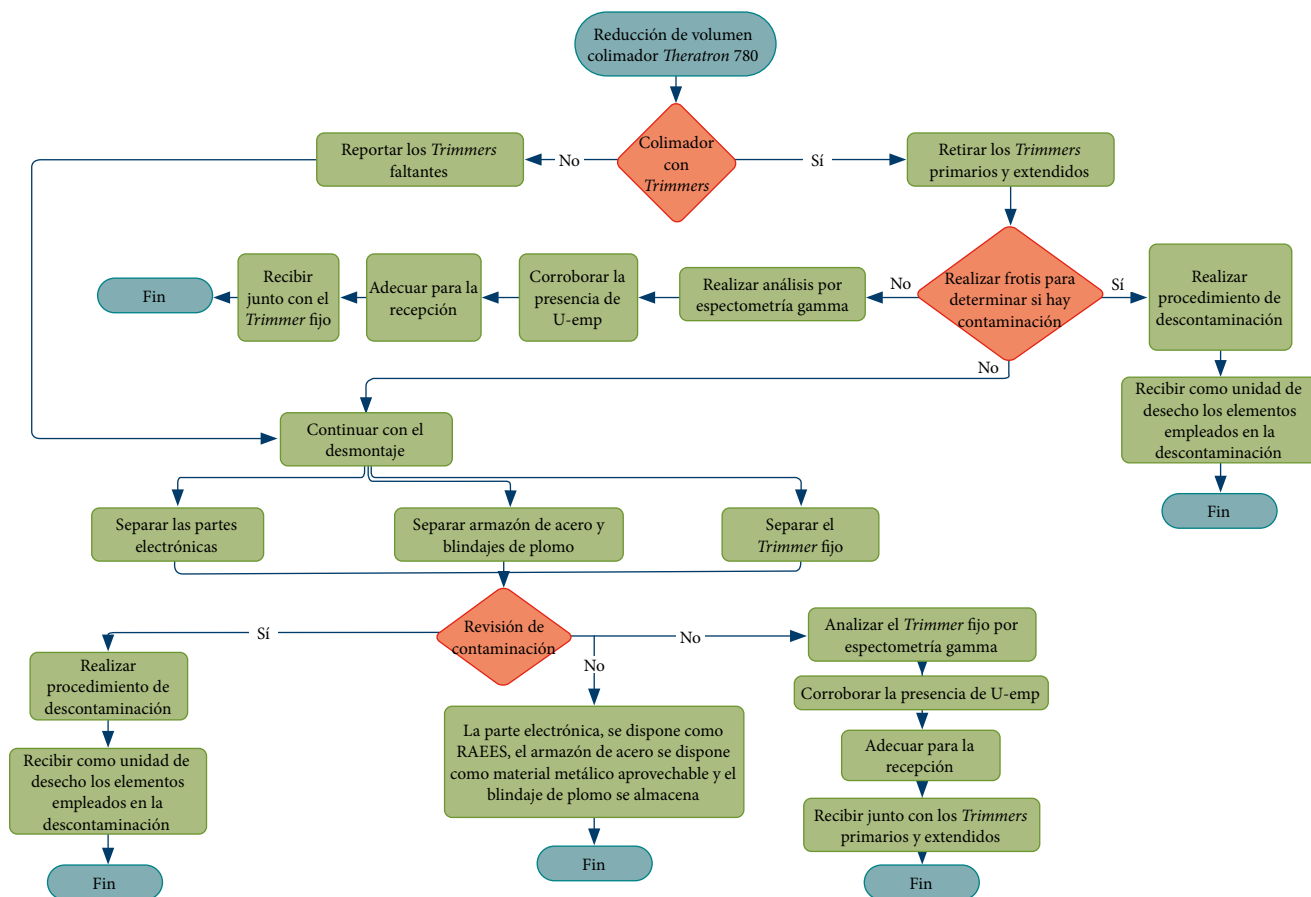 Reducción de volumen
colimador Theratron 780
Colimador
con
Trimmers
No
Sí
Reportar los Trimmers
faltantes
Retirar los Trimmers
primarios y extendidos
Fin
Recibir
junto con el
Trimmer fijo
Adecuar para la
recepción
Corroborar la
presencia de
U-emp
Realizar análisis por
espectometría gamma
No
Realizar frotis para
determinar si hay
contaminación
Sí
Realizar
procedimiento de
descontaminación
No
Recibir como unidad de
desecho los elementos
empleados en la
descontaminación
Fin
Continuar con el
desmontaje
Separar las partes
electrónicas
Separar armazón de acero y
blindajes de plomo
Separar el
Trimmer fijo
Revisión de
contaminación
Sí
No
No
Realizar
procedimiento de
descontaminación
Recibir como unidad de
desecho los elementos
empleados en la
descontaminación
Fin
La parte electrónica, se dispone como
RAEES, el armazón de acero se dispone
como material metálico aprovechable y el
blindaje de plomo se almacena
Fin
Analizar el Trimmer fijo por
espectometría gamma
Corroborar la presencia de U-emp
Adecuar para la
recepción
Recibir junto con los Trimmers
primarios y extendidos
Fin